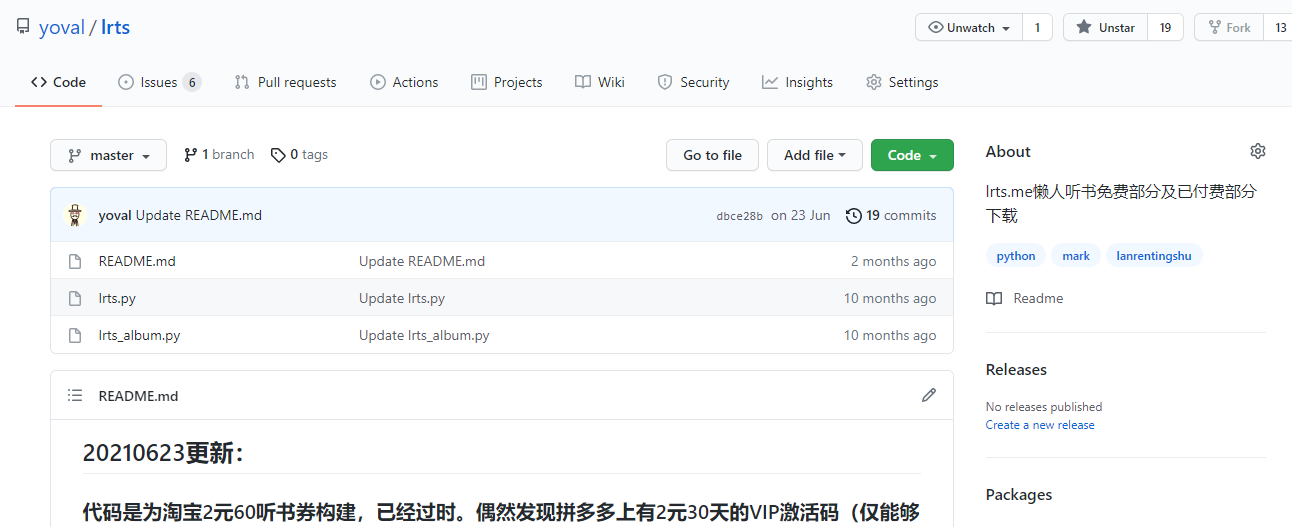 yoval / lrts
Unwatch 1 Unstar 19 Fork 13
Code Issues 6 Pull requests Actions Projects Wiki Security Insights Settings
master 1 branch 0 tags Go to file Add file Code
yoval Update README.md dbce28b on 23 Jun 19 commits
README.md Update README.md 2 months ago
lrts.py Update lrts.py 10 months ago
lrts_album.py Update lrts_album.py 10 months ago
README.md
20210623更新：
代码是为淘宝2元60听书券构建，已经过时。偶然发现拼多多上有2元30天的VIP激活码（仅能够
About
lrts.me懒人听书免费部分及已付费部分
下载
python mark lanrentingshu
Readme
Releases
No releases published
Create a new release
Packages